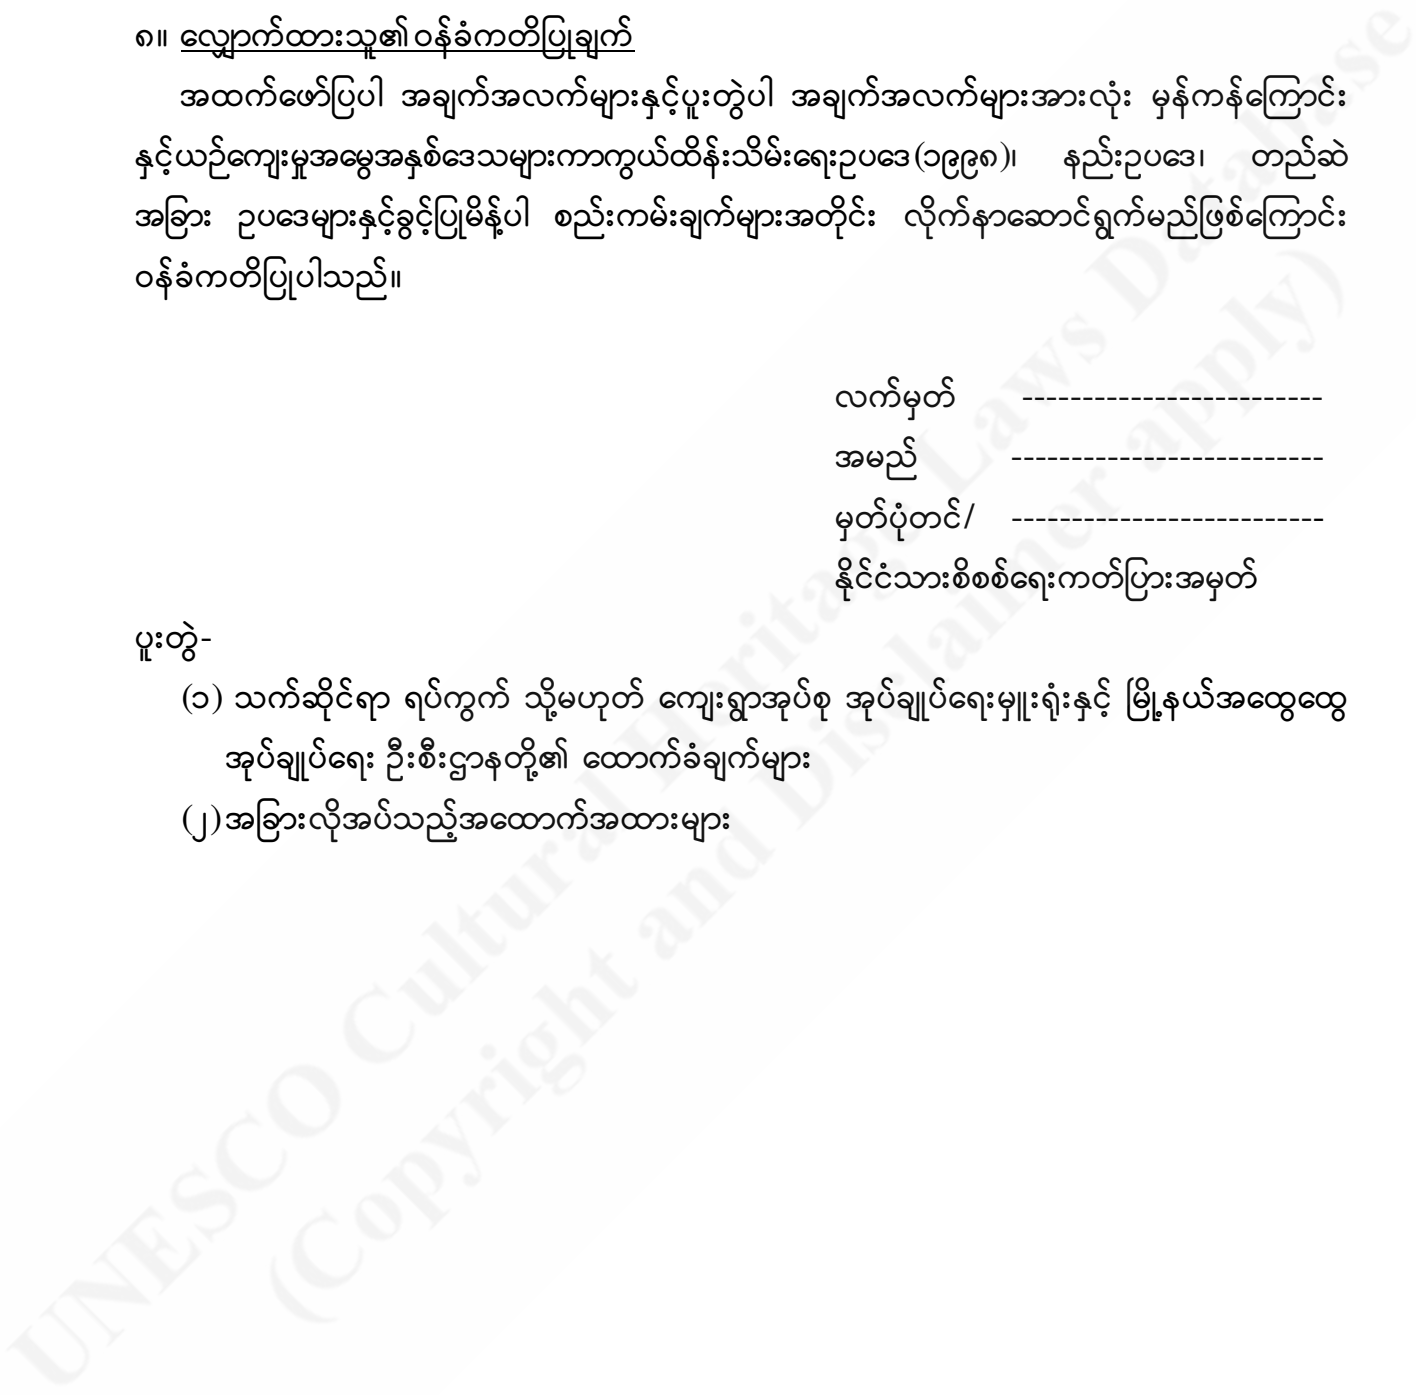 ၈။ လျှောက်ထားသူ၏ဝန်ခံကတိပြုချက်
အထက်ဖော်ပြပါ အချက်အလက်များနှင့်ပူးတွဲပါ အချက်အလက်များအားလုံး မှန်ကန်ကြောင်း
နှင့်ယဉ်ကျေးမှုအမွေအနှစ်ဒေသများကာကွယ်ထိန်းသိမ်းရေးဥပဒေ(၁၉၉၈)၊ နည်းဥပဒေ၊ တည်ဆဲ
အခြား ဥပဒေများနှင့်ခွင့်ပြုမိန့်ပါ စည်းကမ်းချက်များအတိုင်း လိုက်နာဆောင်ရွက်မည်ဖြစ်ကြောင်း
ဝန်ခံကတိပြုပါသည်။
လက်မှတ် -------------------------
အမည် --------------------------
မှတ်ပုံတင်/ --------------------------
နိုင်ငံသားစိစစ်ရေးကတ်ပြားအမှတ်
ပူးတွဲ-
(၁) သက်ဆိုင်ရာ ရပ်ကွက် သို့မဟုတ် ကျေးရွာအုပ်စု အုပ်ချုပ်ရေးမှူးရုံးနှင့် မြို့နယ်အထွေထွေ
အုပ်ချုပ်ရေး ဦးစီးဌာနတို့၏ ထောက်ခံချက်များ
(၂)အခြားလိုအပ်သည့်အထောက်အထားများ
UNESCO Cultural Heritage Laws Database
(Copyright and Disclaimer apply)